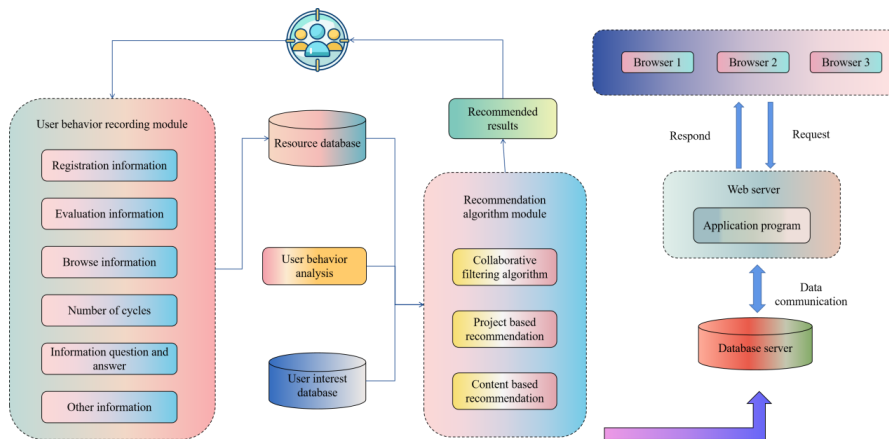 User behavior recording module
Registration information
Evaluation information
Browse information
Number of cycles
Information question and
answer
Other information
Resource database
User behavior
analysis
User interest
database
Recommended
results
Recommendation
algorithm module
Collaborative
filtering algorithm
Project based
recommendation
Content based
recommendation
Browser 1
Browser 2
Browser 3
Respond
Request
Web server
Application program
Data
communication
Database server